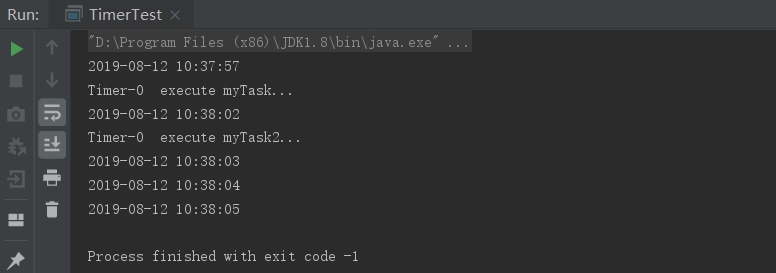 Run: TimerTest
"D:\Program Files (x86)\JDK1.8\bin\java.exe" ...
2019-08-12 10:37:57
Timer-0  execute myTask...
2019-08-12 10:38:02
Timer-0  execute myTask2...
2019-08-12 10:38:03
2019-08-12 10:38:04
2019-08-12 10:38:05
Process finished with exit code -1